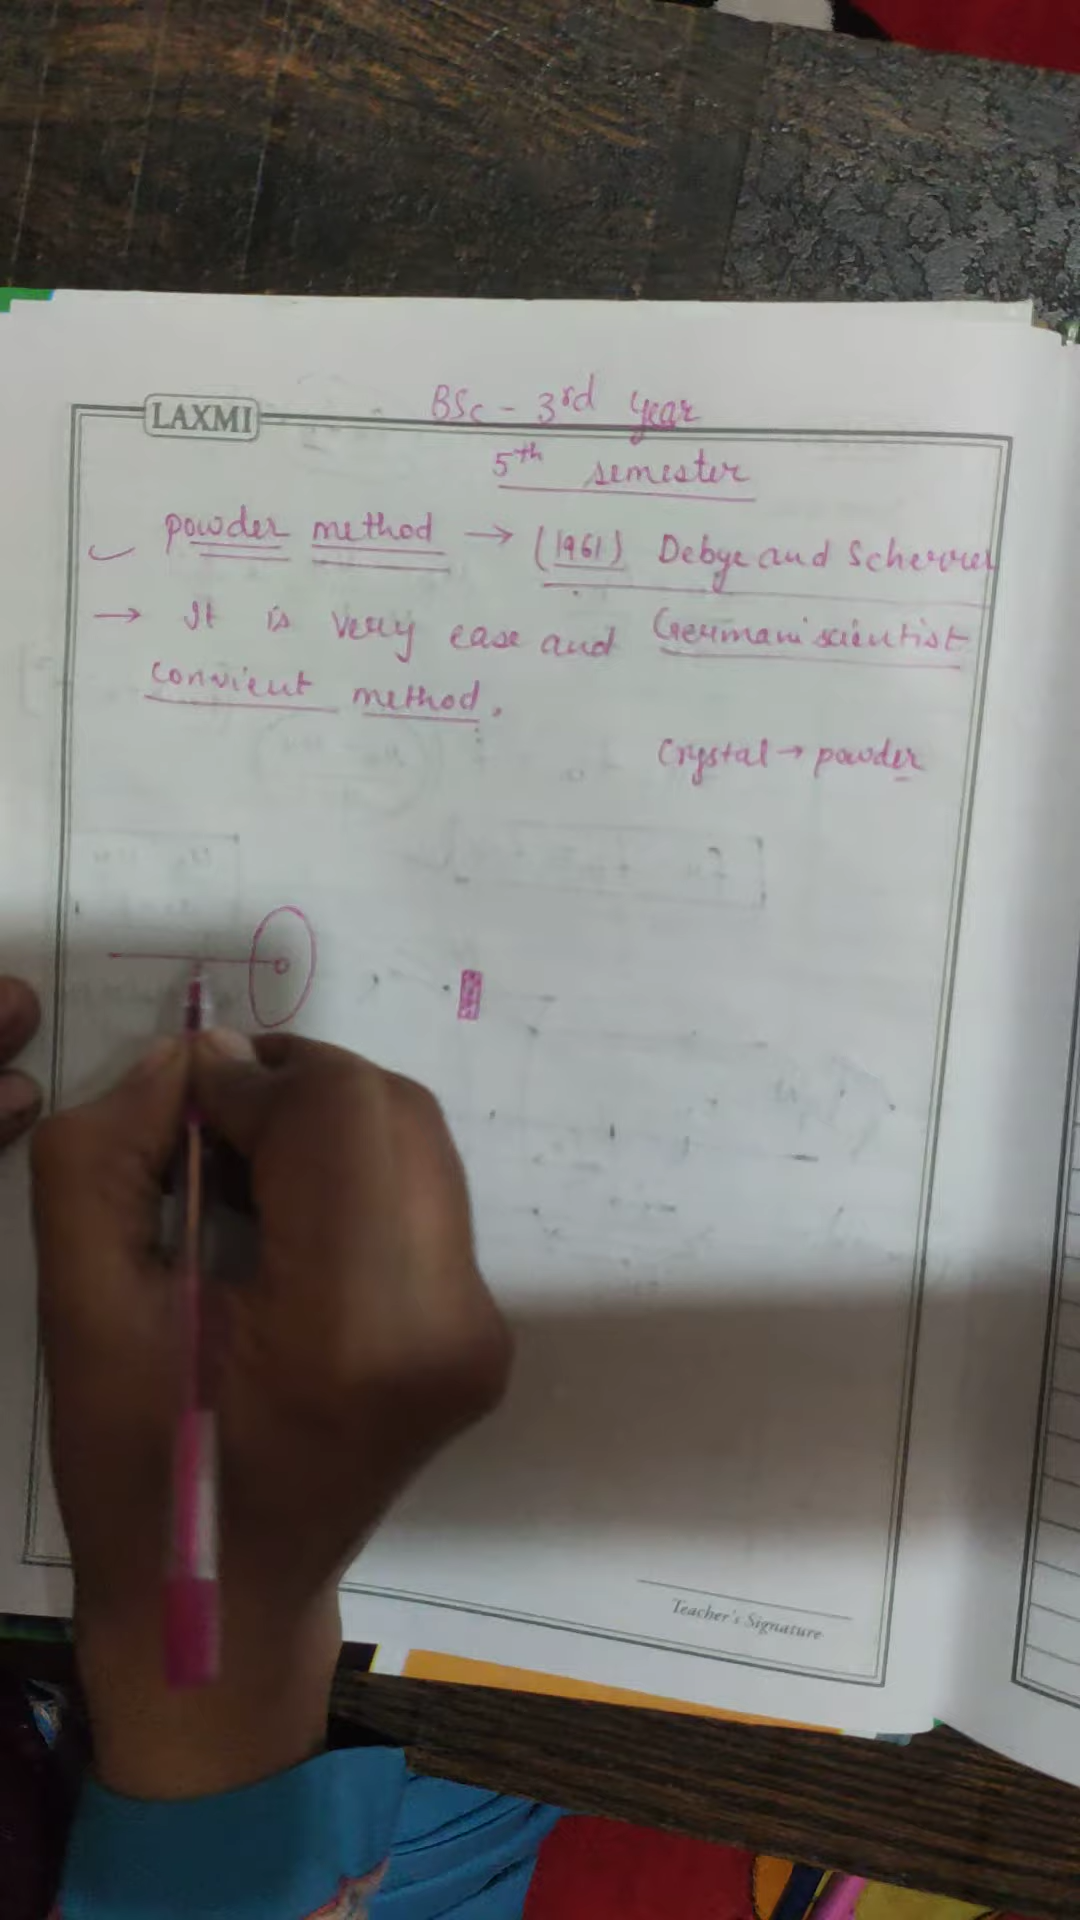 BSc - 3rd year
LAXMI
5th semester
powder method → (1961) Debye and Scherrer
→ It is very ease and Germani scientist
convient method.
Crystal → powder
Teacher's Signature